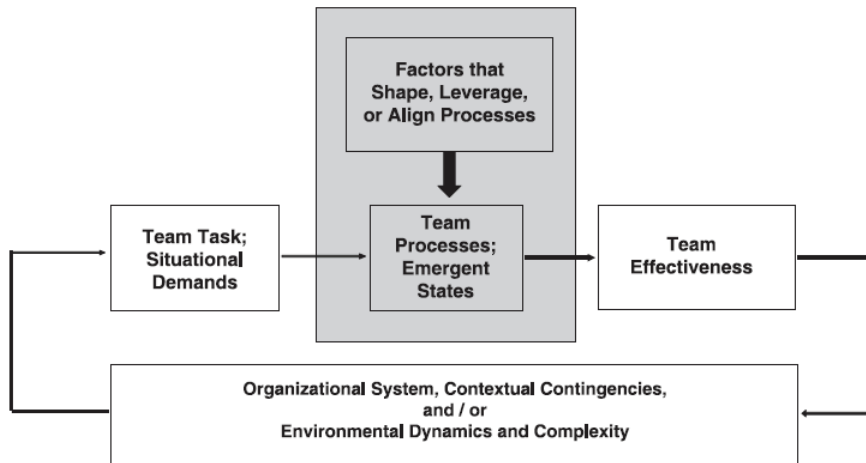 Factors that
Shape, Leverage,
or Align Processes
Team Task;
Situational
Demands
Team
Processes;
Emergent
States
Team
Effectiveness
Organizational System, Contextual Contingencies,
and / or
Environmental Dynamics and Complexity